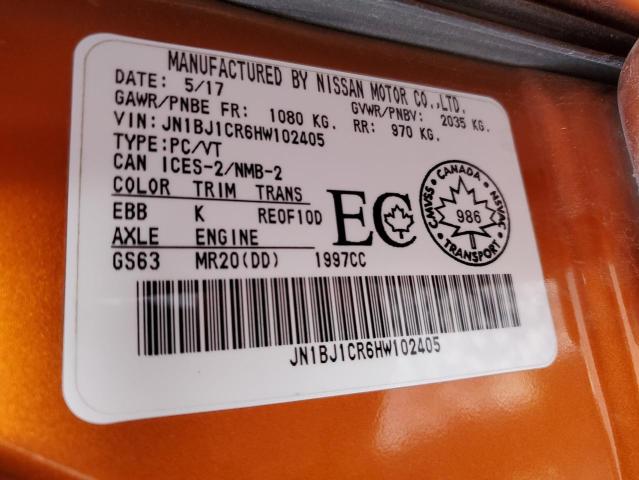 MANUFACTURED BY NISSAN MOTOR CO.,LTD.
DATE: 5/17 GVWR/PNBV: 2035 KG.
GAWR/PNBE FR: 1080 KG. RR: 970 KG.
VIN: JN1BJ1CR6HW102405
TYPE:PC/VT
CAN ICES-2/NMB-2
COLOR TRIM TRANS
EBB K RE0F10D
AXLE ENGINE
GS63 MR20(DD) 1997CC
EC
CANADA
CMVSS
NSVAC
986
TRANSPORT
JN1BJ1CR6HW102405